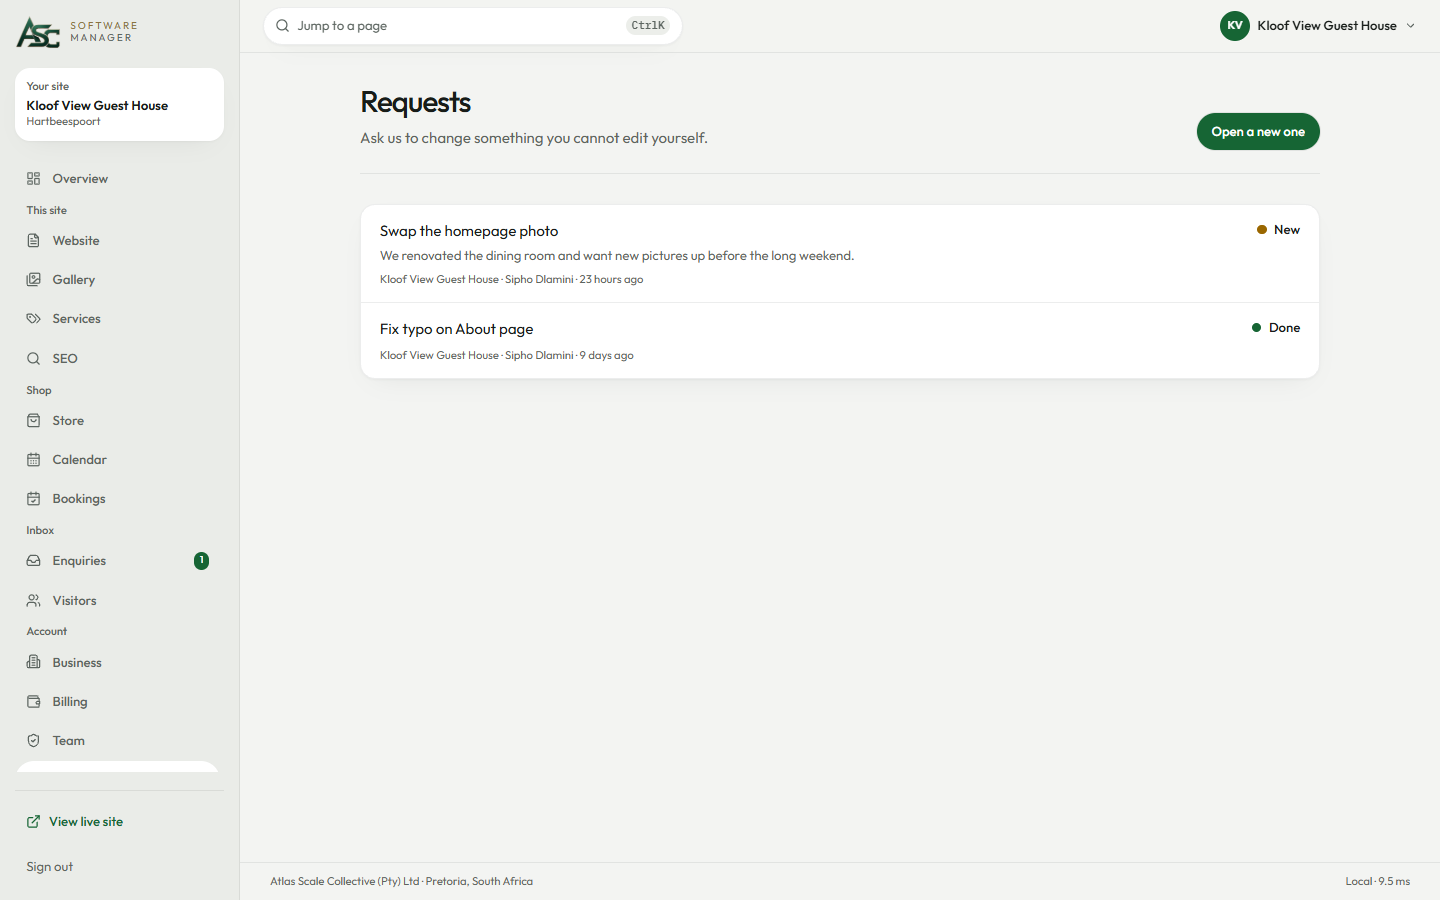 ASC SOFTWARE
MANAGER
Jump to a page
CtrlK
KV Kloof View Guest House
Your site
Kloof View Guest House
Hartbeespoort
Overview
This site
Website
Gallery
Services
SEO
Shop
Store
Calendar
Bookings
Inbox
Enquiries 1
Visitors
Account
Business
Billing
Team
View live site
Sign out
Requests
Ask us to change something you cannot edit yourself.
Open a new one
Swap the homepage photo
New
We renovated the dining room and want new pictures up before the long weekend.
Kloof View Guest House · Sipho Dlamini · 23 hours ago
Fix typo on About page
Done
Kloof View Guest House · Sipho Dlamini · 9 days ago
Atlas Scale Collective (Pty) Ltd · Pretoria, South Africa
Local · 9.5 ms